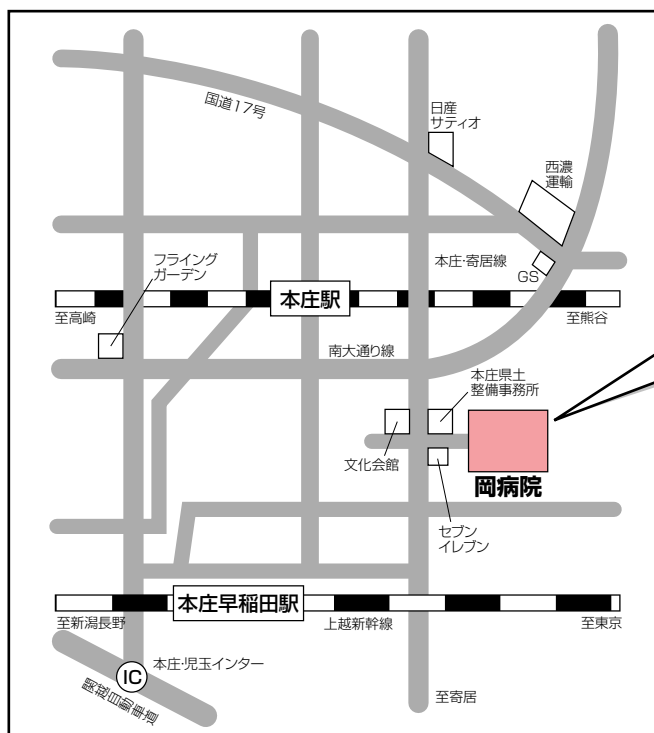 国道17号
日産
サティオ
西濃
運輸
フライング
ガーデン
本庄・寄居線
GS
本庄駅
至高崎
至熊谷
南大通り線
本庄県土
整備事務所
文化会館
岡病院
セブン
イレブン
本庄早稲田駅
至新潟長野
上越新幹線
至東京
本庄・児玉インター
IC
関越自動車道
至寄居